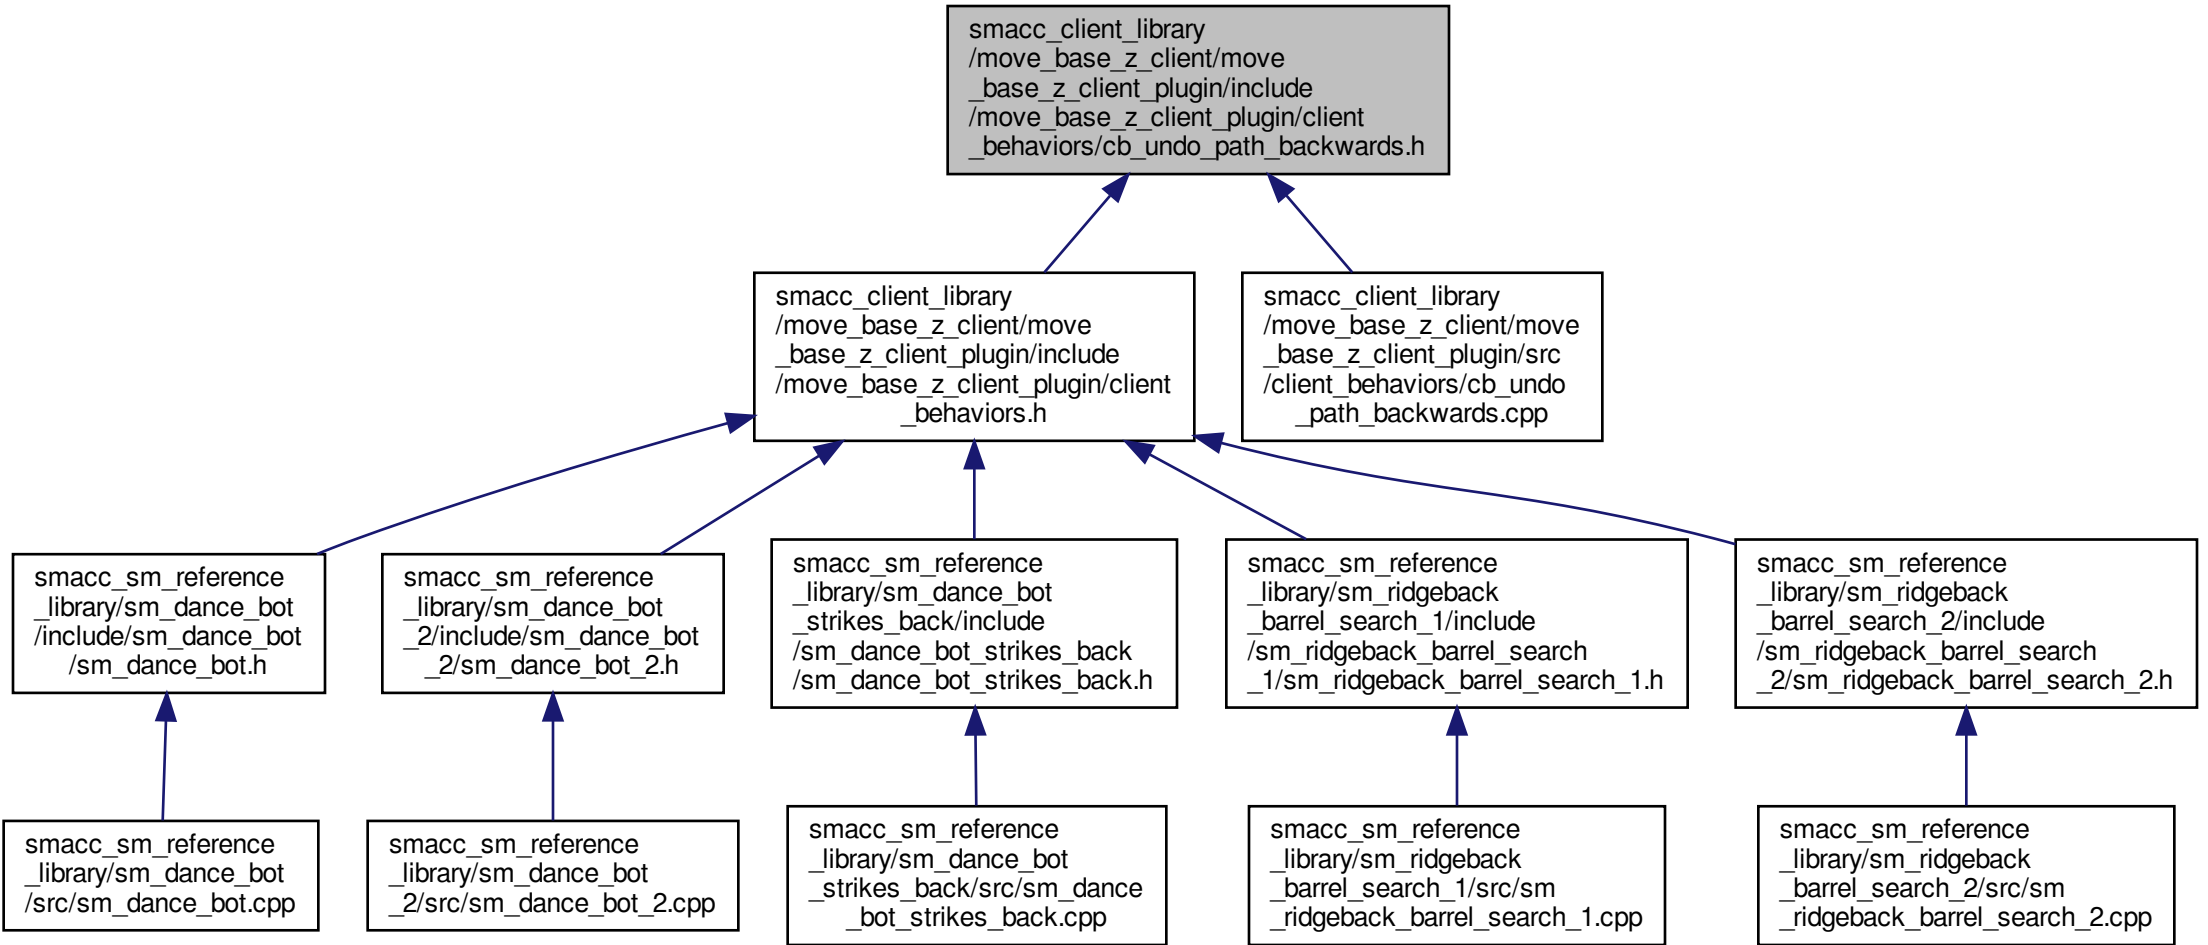 smacc_client_library
/move_base_z_client/move
_base_z_client_plugin/include
/move_base_z_client_plugin/client
_behaviors/cb_undo_path_backwards.h
smacc_client_library
/move_base_z_client/move
_base_z_client_plugin/include
/move_base_z_client_plugin/client
_behaviors.h
smacc_client_library
/move_base_z_client/move
_base_z_client_plugin/src
/client_behaviors/cb_undo
_path_backwards.cpp
smacc_sm_reference
_library/sm_dance_bot
/include/sm_dance_bot
/sm_dance_bot.h
smacc_sm_reference
_library/sm_dance_bot
_2/include/sm_dance_bot
_2/sm_dance_bot_2.h
smacc_sm_reference
_library/sm_dance_bot
_strikes_back/include
/sm_dance_bot_strikes_back
/sm_dance_bot_strikes_back.h
smacc_sm_reference
_library/sm_ridgeback
_barrel_search_1/include
/sm_ridgeback_barrel_search
_1/sm_ridgeback_barrel_search_1.h
smacc_sm_reference
_library/sm_ridgeback
_barrel_search_2/include
/sm_ridgeback_barrel_search
_2/sm_ridgeback_barrel_search_2.h
smacc_sm_reference
_library/sm_dance_bot
/src/sm_dance_bot.cpp
smacc_sm_reference
_library/sm_dance_bot
_2/src/sm_dance_bot_2.cpp
smacc_sm_reference
_library/sm_dance_bot
_strikes_back/src/sm_dance
_bot_strikes_back.cpp
smacc_sm_reference
_library/sm_ridgeback
_barrel_search_1/src/sm
_ridgeback_barrel_search_1.cpp
smacc_sm_reference
_library/sm_ridgeback
_barrel_search_2/src/sm
_ridgeback_barrel_search_2.cpp